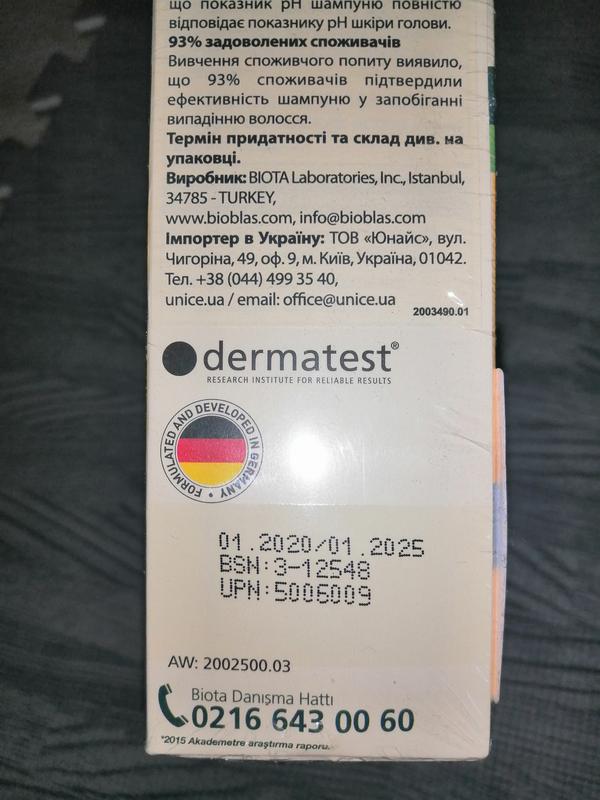 що показник pH шампуню повністю
відповідає показнику pH шкіри голови.
93% задоволених споживачів
Вивчення споживчого попиту виявило,
що 93% споживачів підтвердили
ефективність шампуню у запобіганні
випадінню волосся.
Термін придатності та склад див. на
упаковці.
Виробник: BIOTA Laboratories, Inc., Istanbul,
34785 - TURKEY,
www.bioblas.com, info@bioblas.com
Імпортер в Україну: ТОВ «Юнайс», вул.
Чигоріна, 49, оф. 9, м. Київ, Україна, 01042.
Тел. +38 (044) 499 35 40,
unice.ua / email: office@unice.ua
2003490.01
dermatest®
RESEARCH INSTITUTE FOR RELIABLE RESULTS
FORMULATED AND DEVELOPED IN GERMANY •
01.2020/01.2025
BSN:3-12548
UPN:5006009
AW: 2002500.03
Biota Danışma Hattı
0216 643 00 60
*2015 Akademetre araştırma raporu.